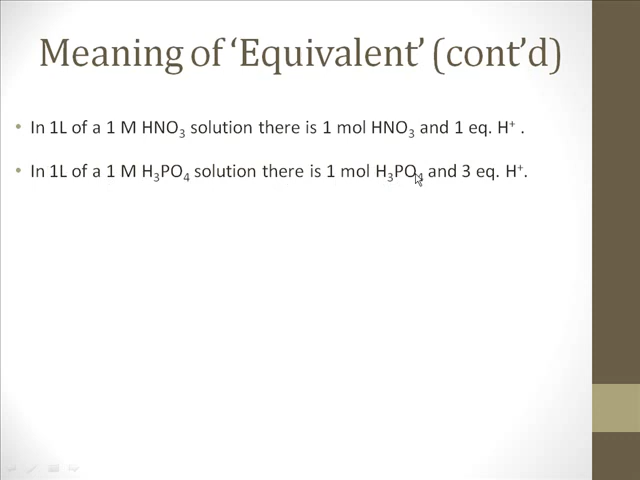 Meaning of ‘Equivalent’ (cont’d)
• In 1L of a 1 M HNO₃ solution there is 1 mol HNO₃ and 1 eq. H⁺ .
• In 1L of a 1 M H₃PO₄ solution there is 1 mol H₃PO₄ and 3 eq. H⁺.